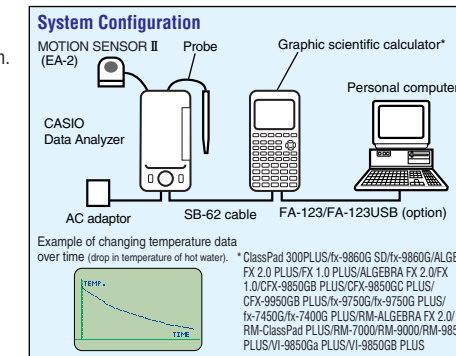 n.
System Configuration
MOTION SENSOR II
(EA-2)
Probe
Graphic scientific calculator*
Personal computer
CASIO
Data Analyzer
AC adaptor
SB-62 cable
FA-123/FA-123USB (option)
Example of changing temperature data
over time (drop in temperature of hot water).
TEMP.
TIME
* ClassPad 300PLUS/fx-9860G SD/fx-9860G/ALGE
FX 2.0 PLUS/FX 1.0 PLUS/ALGEBRA FX 2.0/FX
1.0/CFX-9850GB PLUS/CFX-9850GC PLUS/
CFX-9950GB PLUS/fx-9750G/fx-9750G PLUS/
fx-7450G/fx-7400G PLUS/RM-ALGEBRA FX 2.0/
RM-ClassPad PLUS/RM-7000/RM-9000/RM-985
PLUS/VI-9850Ga PLUS/VI-9850GB PLUS